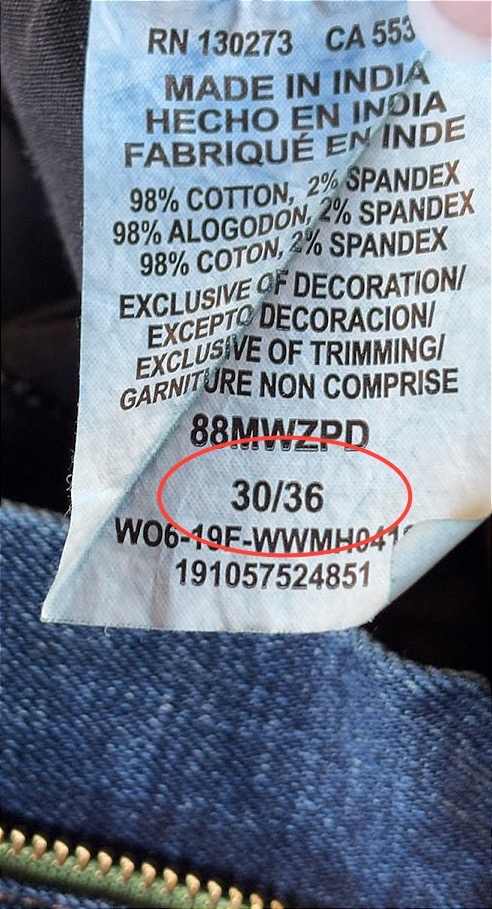 RN 130273 CA 553
MADE IN INDIA
HECHO EN INDIA
FABRIQUÉ EN INDE
98% COTTON, 2% SPANDEX
98% ALOGODON, 2% SPANDEX
98% COTON, 2% SPANDEX
EXCLUSIVE OF DECORATION/
EXCEPTO DECORACION/
EXCLUSIVE OF TRIMMING/
GARNITURE NON COMPRISE
88MWZPD
30/36
191057524851